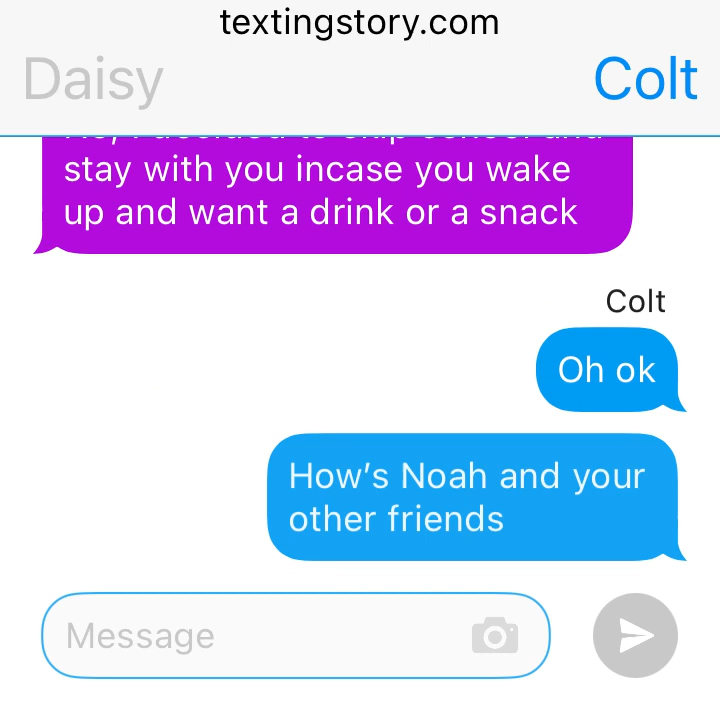 textingstory.com
Daisy
Colt
stay with you incase you wake
up and want a drink or a snack
Colt
Oh ok
How's Noah and your
other friends
Message